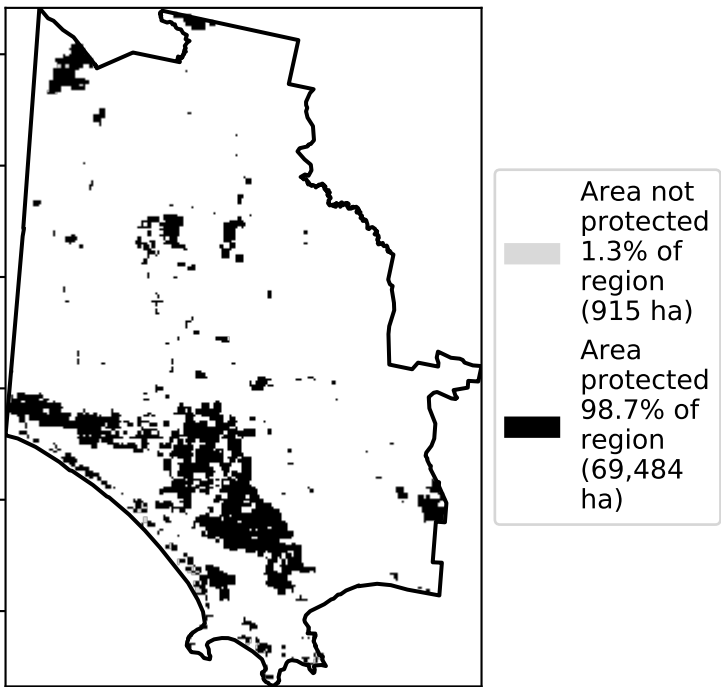 Area not
protected
1.3% of
region
(915 ha)
Area
protected
98.7% of
region
(69,484
ha)